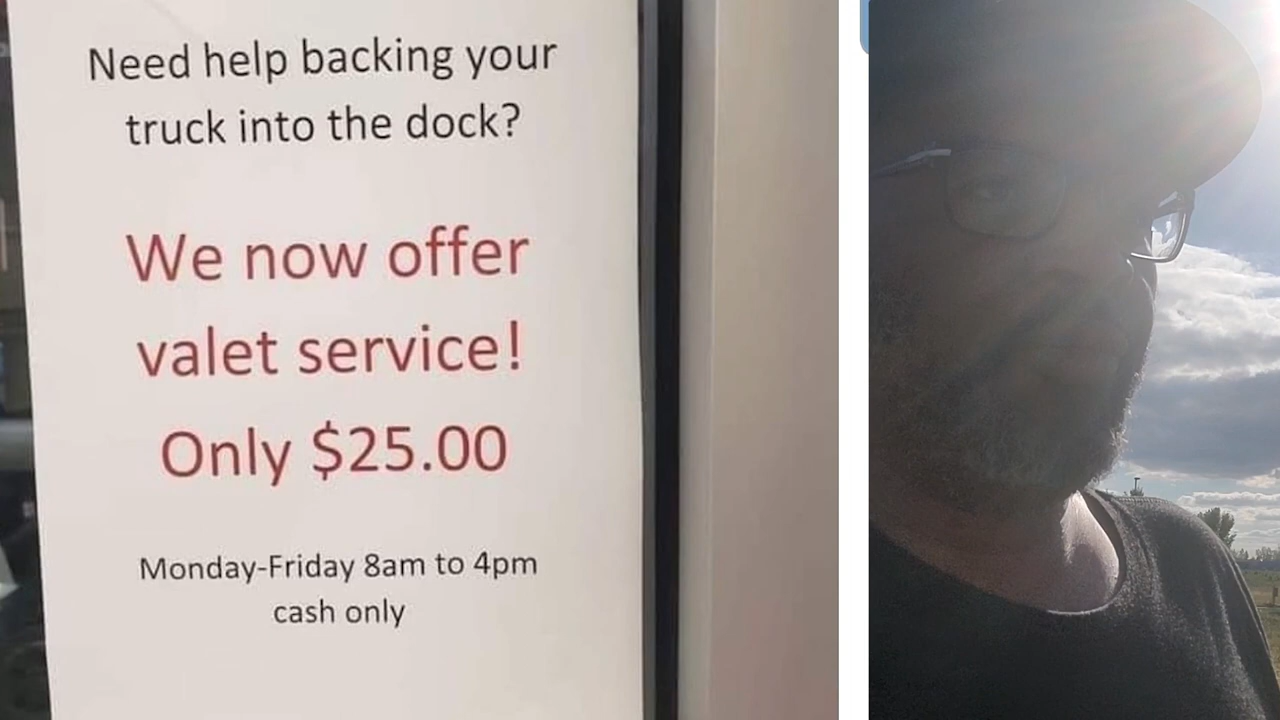 Need help backing your
truck into the dock?
We now offer
valet service!
Only $25.00
Monday-Friday 8am to 4pm
cash only